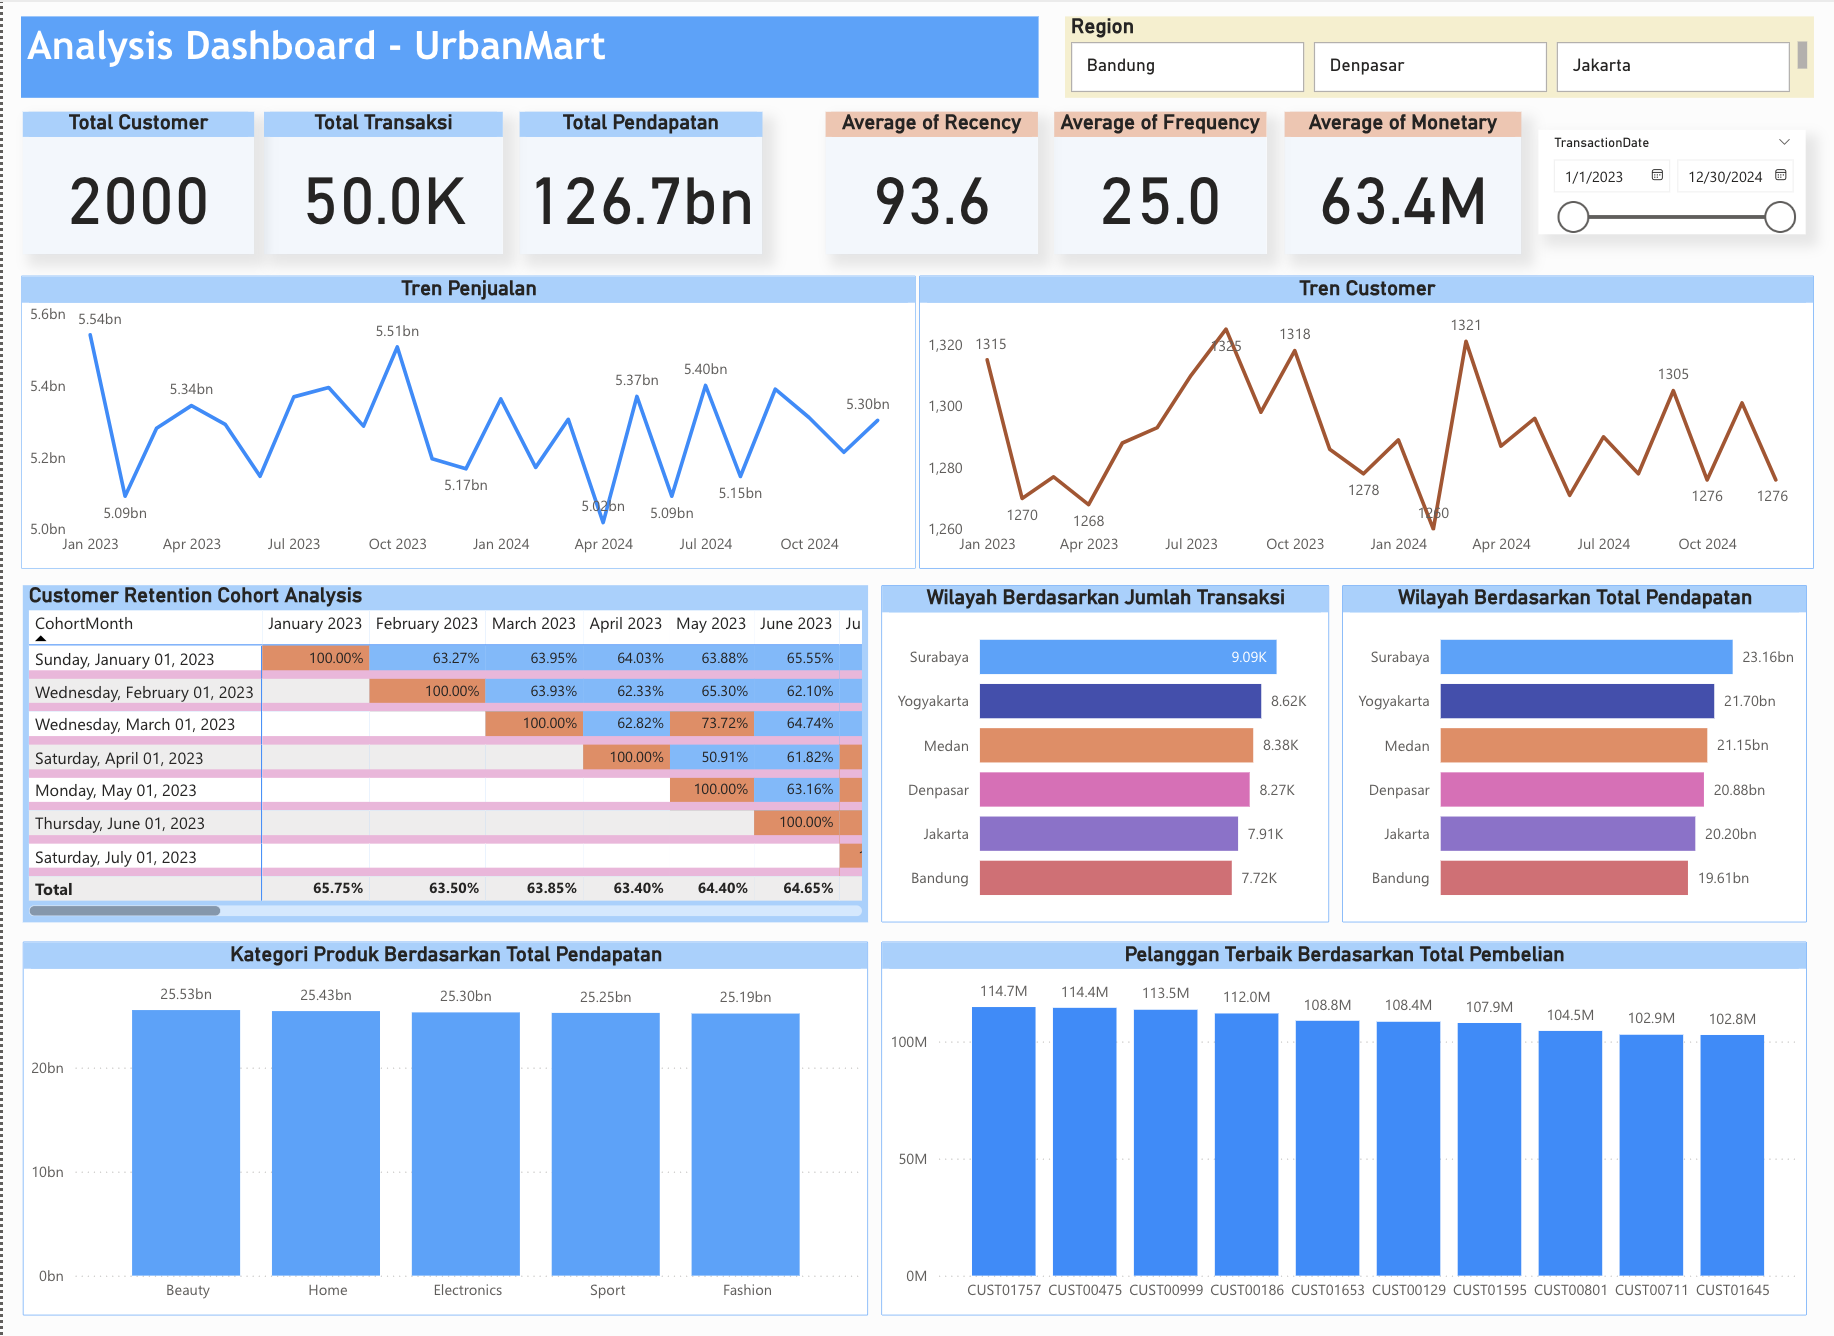 Analysis Dashboard - UrbanMart
Region
Bandung
Denpasar
Jakarta
Total Customer
2000
Total Transaksi
50.0K
Total Pendapatan
126.7bn
Average of Recency
93.6
Average of Frequency
25.0
Average of Monetary
63.4M
TransactionDate
1/1/2023
12/30/2024
Tren Penjualan
5.6bn
5.4bn
5.2bn
5.0bn
5.54bn
5.09bn
5.34bn
5.51bn
5.17bn
5.02bn
5.37bn
5.09bn
5.40bn
5.15bn
5.30bn
Jan 2023
Apr 2023
Jul 2023
Oct 2023
Jan 2024
Apr 2024
Jul 2024
Oct 2024
Tren Customer
1,320
1,300
1,280
1,260
1315
1270
1268
1325
1318
1278
1260
1321
1305
1276
1276
Jan 2023
Apr 2023
Jul 2023
Oct 2023
Jan 2024
Apr 2024
Jul 2024
Oct 2024
Customer Retention Cohort Analysis
CohortMonth January 2023 February 2023 March 2023 April 2023 May 2023 June 2023 Ju
Sunday, January 01, 2023 100.00% 63.27% 63.95% 64.03% 63.88% 65.55%
Wednesday, February 01, 2023 100.00% 63.93% 62.33% 65.30% 62.10%
Wednesday, March 01, 2023 100.00% 62.82% 73.72% 64.74%
Saturday, April 01, 2023 100.00% 50.91% 61.82%
Monday, May 01, 2023 100.00% 63.16%
Thursday, June 01, 2023 100.00%
Saturday, July 01, 2023
Total 65.75% 63.50% 63.85% 63.40% 64.40% 64.65%
Wilayah Berdasarkan Jumlah Transaksi
Surabaya 9.09K
Yogyakarta 8.62K
Medan 8.38K
Denpasar 8.27K
Jakarta 7.91K
Bandung 7.72K
Wilayah Berdasarkan Total Pendapatan
Surabaya 23.16bn
Yogyakarta 21.70bn
Medan 21.15bn
Denpasar 20.88bn
Jakarta 20.20bn
Bandung 19.61bn
Kategori Produk Berdasarkan Total Pendapatan
25.53bn 25.43bn 25.30bn 25.25bn 25.19bn
20bn
10bn
0bn
Beauty Home Electronics Sport Fashion
Pelanggan Terbaik Berdasarkan Total Pembelian
114.7M 114.4M 113.5M 112.0M 108.8M 108.4M 107.9M 104.5M 102.9M 102.8M
100M
50M
0M
CUST01757 CUST00475 CUST00999 CUST00186 CUST01653 CUST00129 CUST01595 CUST00801 CUST00711 CUST01645